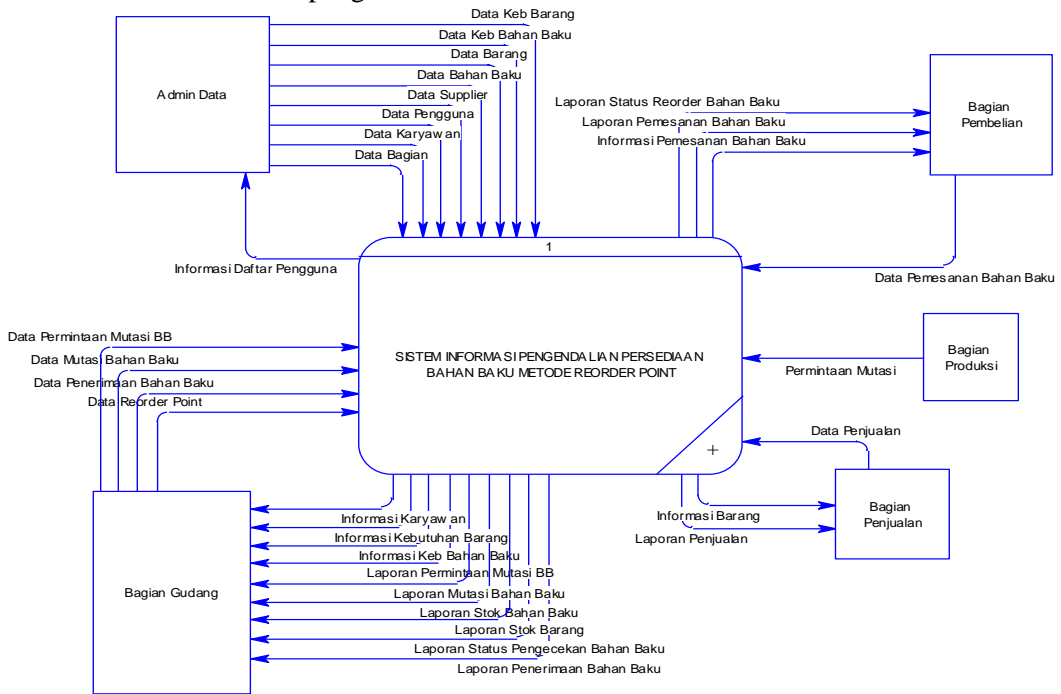 Data Keb Barang
Data Keb Bahan Baku
Data Barang
Data Bahan Baku
Data Supplier
Data Pengguna
Data Karyawan
Data Bagian
Admin Data
Informasi Daftar Pengguna
Laporan Status Reorder Bahan Baku
Laporan Pemesanan Bahan Baku
Informasi Pemesanan Bahan Baku
Bagian
Pembelian
Data Pemesanan Bahan Baku
1
SISTEM INFORMASI PENGENDALIAN PERSEDIAAN
BAHAN BAKU METODE REORDER POINT
+
Data Permintaan Mutasi BB
Data Mutasi Bahan Baku
Data Penerimaan Bahan Baku
Data Reorder Point
Permintaan Mutasi
Bagian
Produksi
Data Penjualan
Bagian
Penjualan
Informasi Barang
Laporan Penjualan
Bagian Gudang
Informasi Karyawan
Informasi Kebutuhan Barang
Informasi Keb Bahan Baku
Laporan Permintaan Mutasi BB
Laporan Mutasi Bahan Baku
Laporan Stok Bahan Baku
Laporan Stok Barang
Laporan Status Pengecekan Bahan Baku
Laporan Penerimaan Bahan Baku